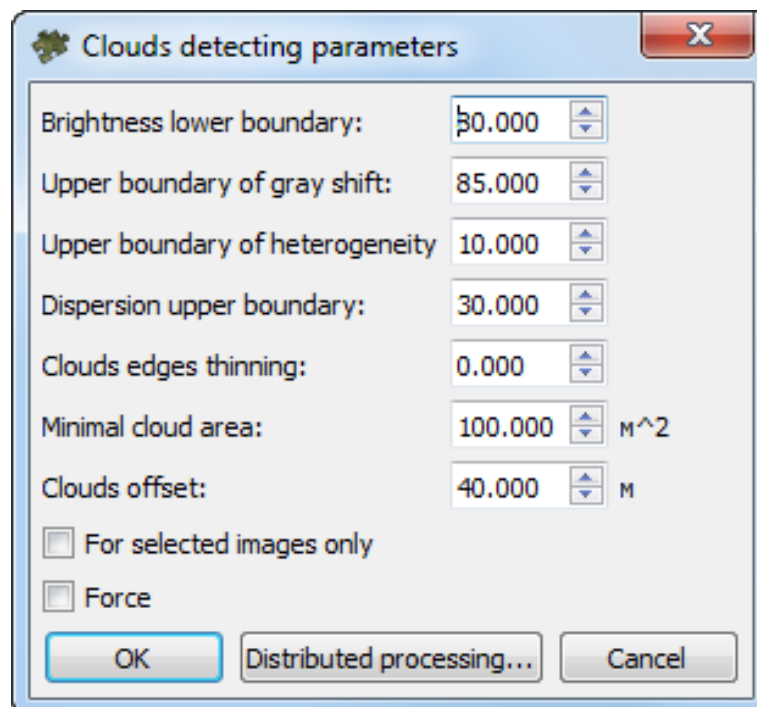 Clouds detecting parameters
Brightness lower boundary:
Upper boundary of gray shift: 85.000
Upper boundary of heterogeneity 10.000
Dispersion upper boundary: 30.000
Clouds edges thinning: 0.000
Minimal cloud area: 100.000 м^2
Clouds offset: 40.000 м
For selected images only
Force
OK Distributed processing... Cancel